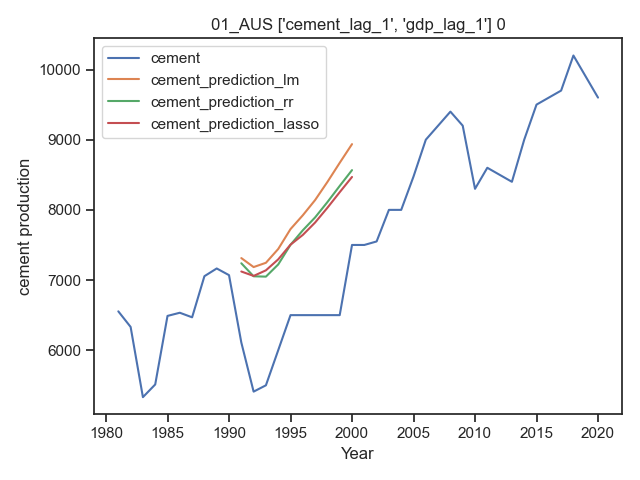 01_AUS ['cement_lag_1', 'gdp_lag_1'] 0
cement
cement_prediction_lm
cement_prediction_rr
cement_prediction_lasso
10000
9000
8000
7000
6000
cement production
1980 1985 1990 1995 2000 2005 2010 2015 2020
Year